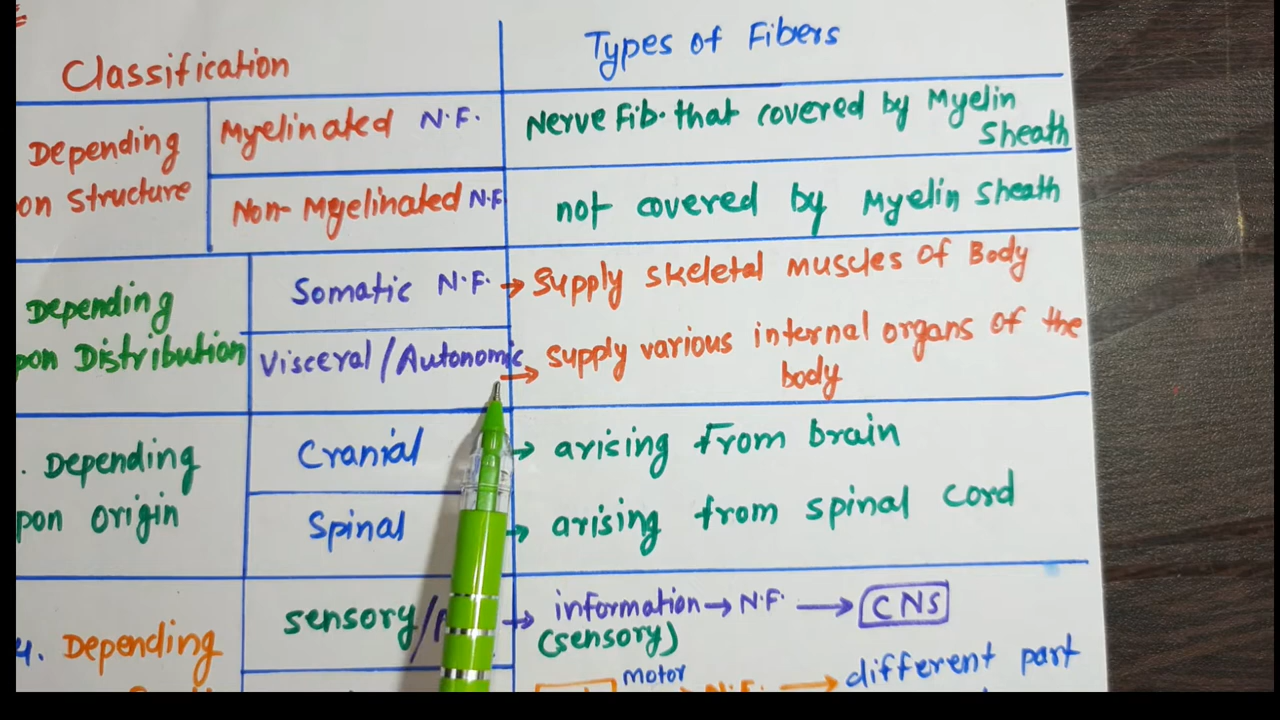 Classification
Types of Fibers
Depending
on Structure
Myelinated N.F.
Nerve Fib. that covered by Myelin
Sheath
Non-Myelinated N.F
not covered by Myelin Sheath
Depending
pon Distribution
Somatic N.F. → Supply skeletal muscles of Body
Visceral/Autonomic → supply various internal organs of the
body
. Depending
pon origin
Cranial → arising from brain
Spinal → arising from spinal cord
4. Depending
sensory/ → information → N.F. → CNS
(sensory)
motor
N.F. → different part